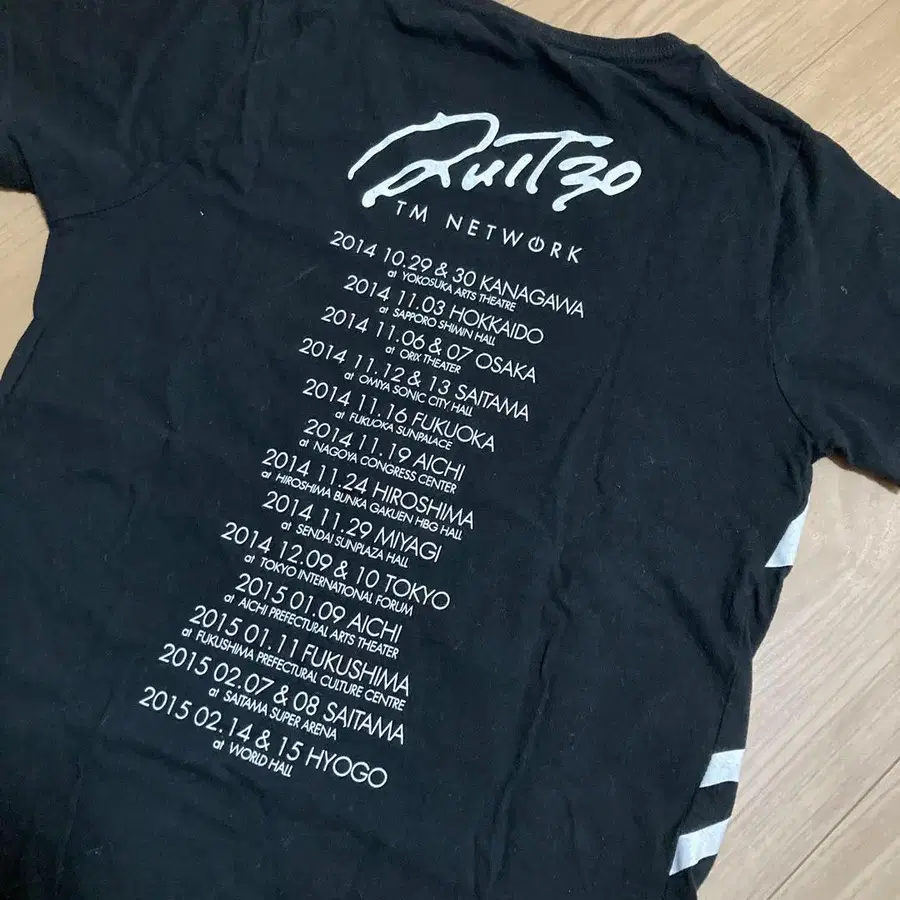 QUIT30
TM NETWORK
2014 10.29 & 30 KANAGAWA
at YOKOSUKA ARTS THEATRE
2014 11.03 HOKKAIDO
at SAPPORO SHIMIN HALL
2014 11.06 & 07 OSAKA
at ORIX THEATER
2014 11.12 & 13 SAITAMA
at OMIYA SONIC CITY HALL
2014 11.16 FUKUOKA
at FUKUOKA SUNPALACE
2014 11.19 AICHI
at NAGOYA CONGRESS CENTER
2014 11.24 HIROSHIMA
at HIROSHIMA BUNKA GAKUEN HBG HALL
2014 11.29 MIYAGI
at SENDAI SUNPLAZA HALL
2014 12.09 & 10 TOKYO
at TOKYO INTERNATIONAL FORUM
2015 01.09 AICHI
at AICHI PREFECTURAL ARTS THEATER
2015 01.11 FUKUSHIMA
at FUKUSHIMA PREFECTURAL CULTURE CENTRE
2015 02.07 & 08 SAITAMA
at SAITAMA SUPER ARENA
2015 02.14 & 15 HYOGO
at WORLD HALL